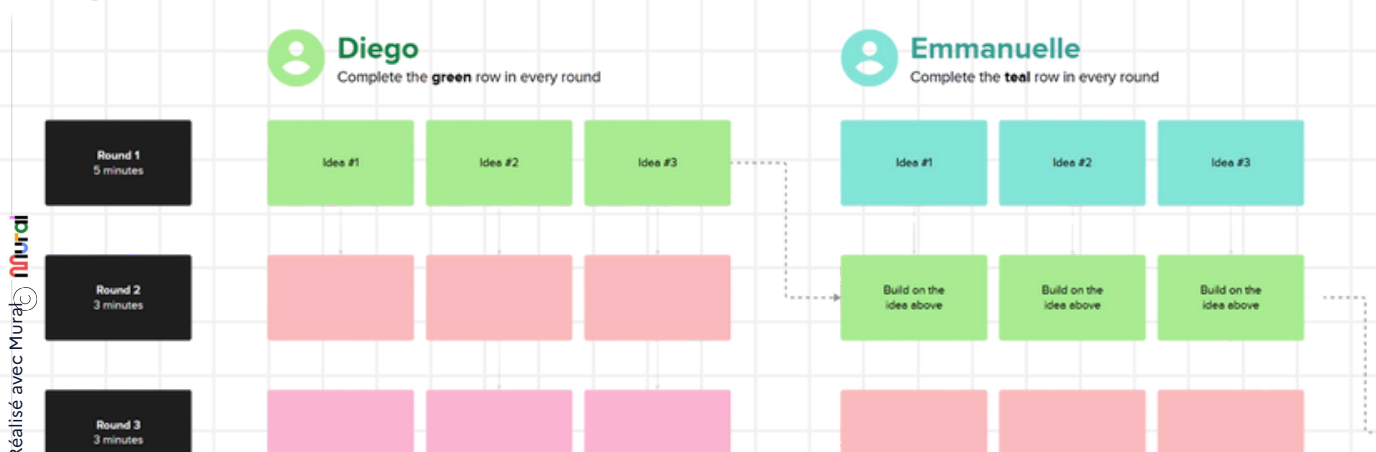 Diego
Complete the green row in every round
Emmanuelle
Complete the teal row in every round
Round 1
5 minutes
Idea #1
Idea #2
Idea #3
Idea #1
Idea #2
Idea #3
Round 2
3 minutes
Build on the
idea above
Build on the
idea above
Build on the
idea above
Round 3
3 minutes
Réalisé avec Mural © Mural